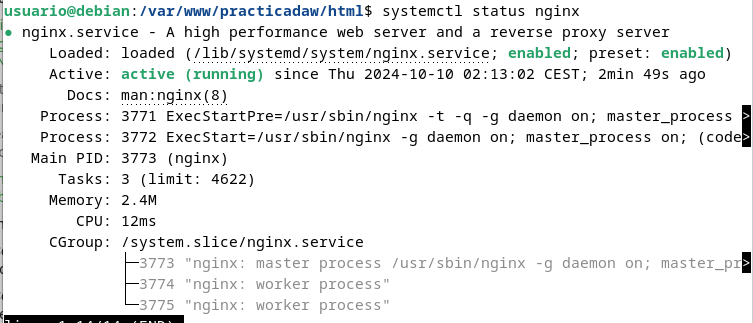 usuario@debian:/var/www/practicadaw/html$ systemctl status nginx
● nginx.service - A high performance web server and a reverse proxy server
Loaded: loaded (/lib/systemd/system/nginx.service; enabled; preset: enabled)
Active: active (running) since Thu 2024-10-10 02:13:02 CEST; 2min 49s ago
Docs: man:nginx(8)
Process: 3771 ExecStartPre=/usr/sbin/nginx -t -q -g daemon on; master_process >
Process: 3772 ExecStart=/usr/sbin/nginx -g daemon on; master_process on; (code>
Main PID: 3773 (nginx)
Tasks: 3 (limit: 4622)
Memory: 2.4M
CPU: 12ms
CGroup: /system.slice/nginx.service
├─3773 "nginx: master process /usr/sbin/nginx -g daemon on; master_pr>
├─3774 "nginx: worker process"
└─3775 "nginx: worker process"